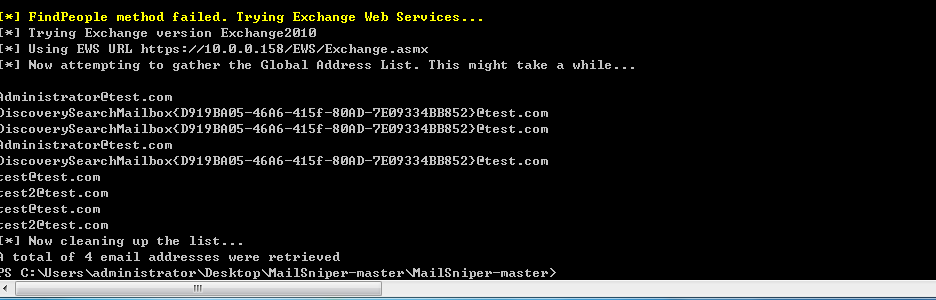 [*] FindPeople method failed. Trying Exchange Web Services...
[*] Trying Exchange version Exchange2010
[*] Using EWS URL https://10.0.0.158/EWS/Exchange.asmx
[*] Now attempting to gather the Global Address List. This might take a while...
Administrator@test.com
DiscoverySearchMailbox{D919BA05-46A6-415f-80AD-7E09334BB852}@test.com
DiscoverySearchMailbox{D919BA05-46A6-415f-80AD-7E09334BB852}@test.com
Administrator@test.com
DiscoverySearchMailbox{D919BA05-46A6-415f-80AD-7E09334BB852}@test.com
test@test.com
test2@test.com
test@test.com
test2@test.com
[*] Now cleaning up the list...
A total of 4 email addresses were retrieved
PS C:\Users\administrator\Desktop\MailSniper-master\MailSniper-master>